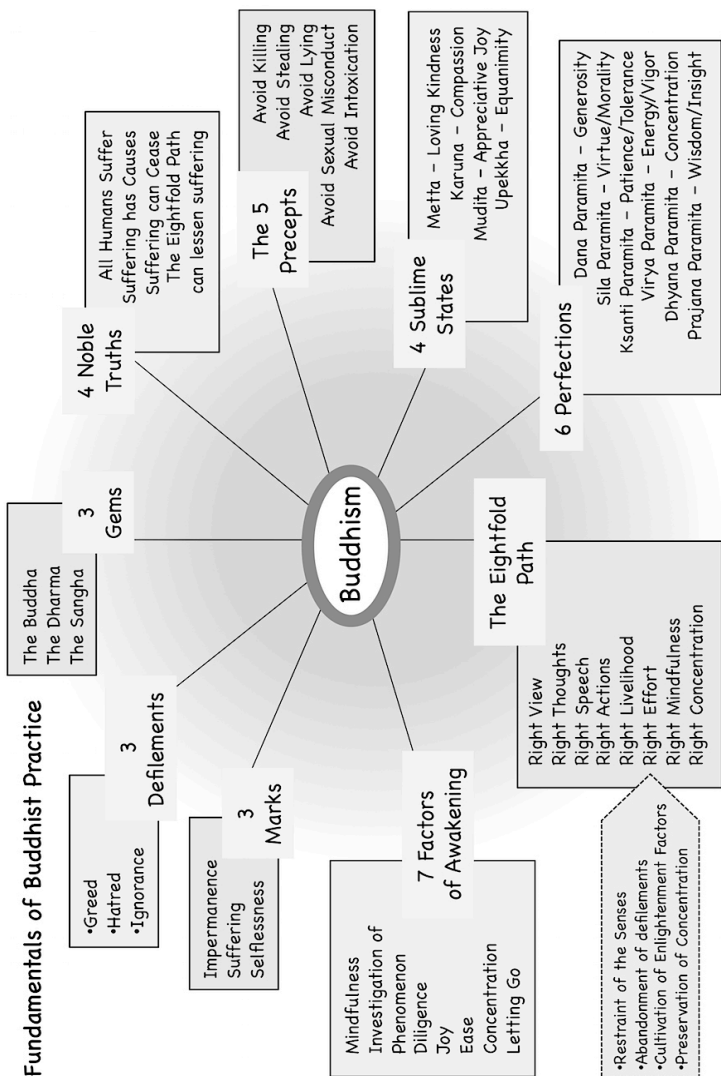 Fundamentals of Buddhist Practice
Buddhism
3
Gems
The Buddha
The Dharma
The Sangha
4 Noble
Truths
All Humans Suffer
Suffering has Causes
Suffering can Cease
The Eightfold Path
can lessen suffering
The 5
Precepts
Avoid Killing
Avoid Stealing
Avoid Lying
Avoid Sexual Misconduct
Avoid Intoxication
4 Sublime
States
Metta – Loving Kindness
Karuna – Compassion
Mudita – Appreciative Joy
Upekkha – Equanimity
6 Perfections
Dana Paramita – Generosity
Sila Paramita – Virtue/Morality
Ksanti Paramita – Patience/Tolerance
Virya Paramita – Energy/Vigor
Dhyana Paramita – Concentration
Prajana Paramita – Wisdom/Insight
The Eightfold
Path
Right View
Right Thoughts
Right Speech
Right Actions
Right Livelihood
Right Effort
Right Mindfulness
Right Concentration
•Restraint of the Senses
•Abandonment of defilements
•Cultivation of Enlightenment Factors
•Preservation of Concentration
7 Factors
of Awakening
Mindfulness
Investigation of
Phenomenon
Diligence
Joy
Ease
Concentration
Letting Go
3
Marks
Impermanence
Suffering
Selflessness
3
Defilements
•Greed
•Hatred
•Ignorance